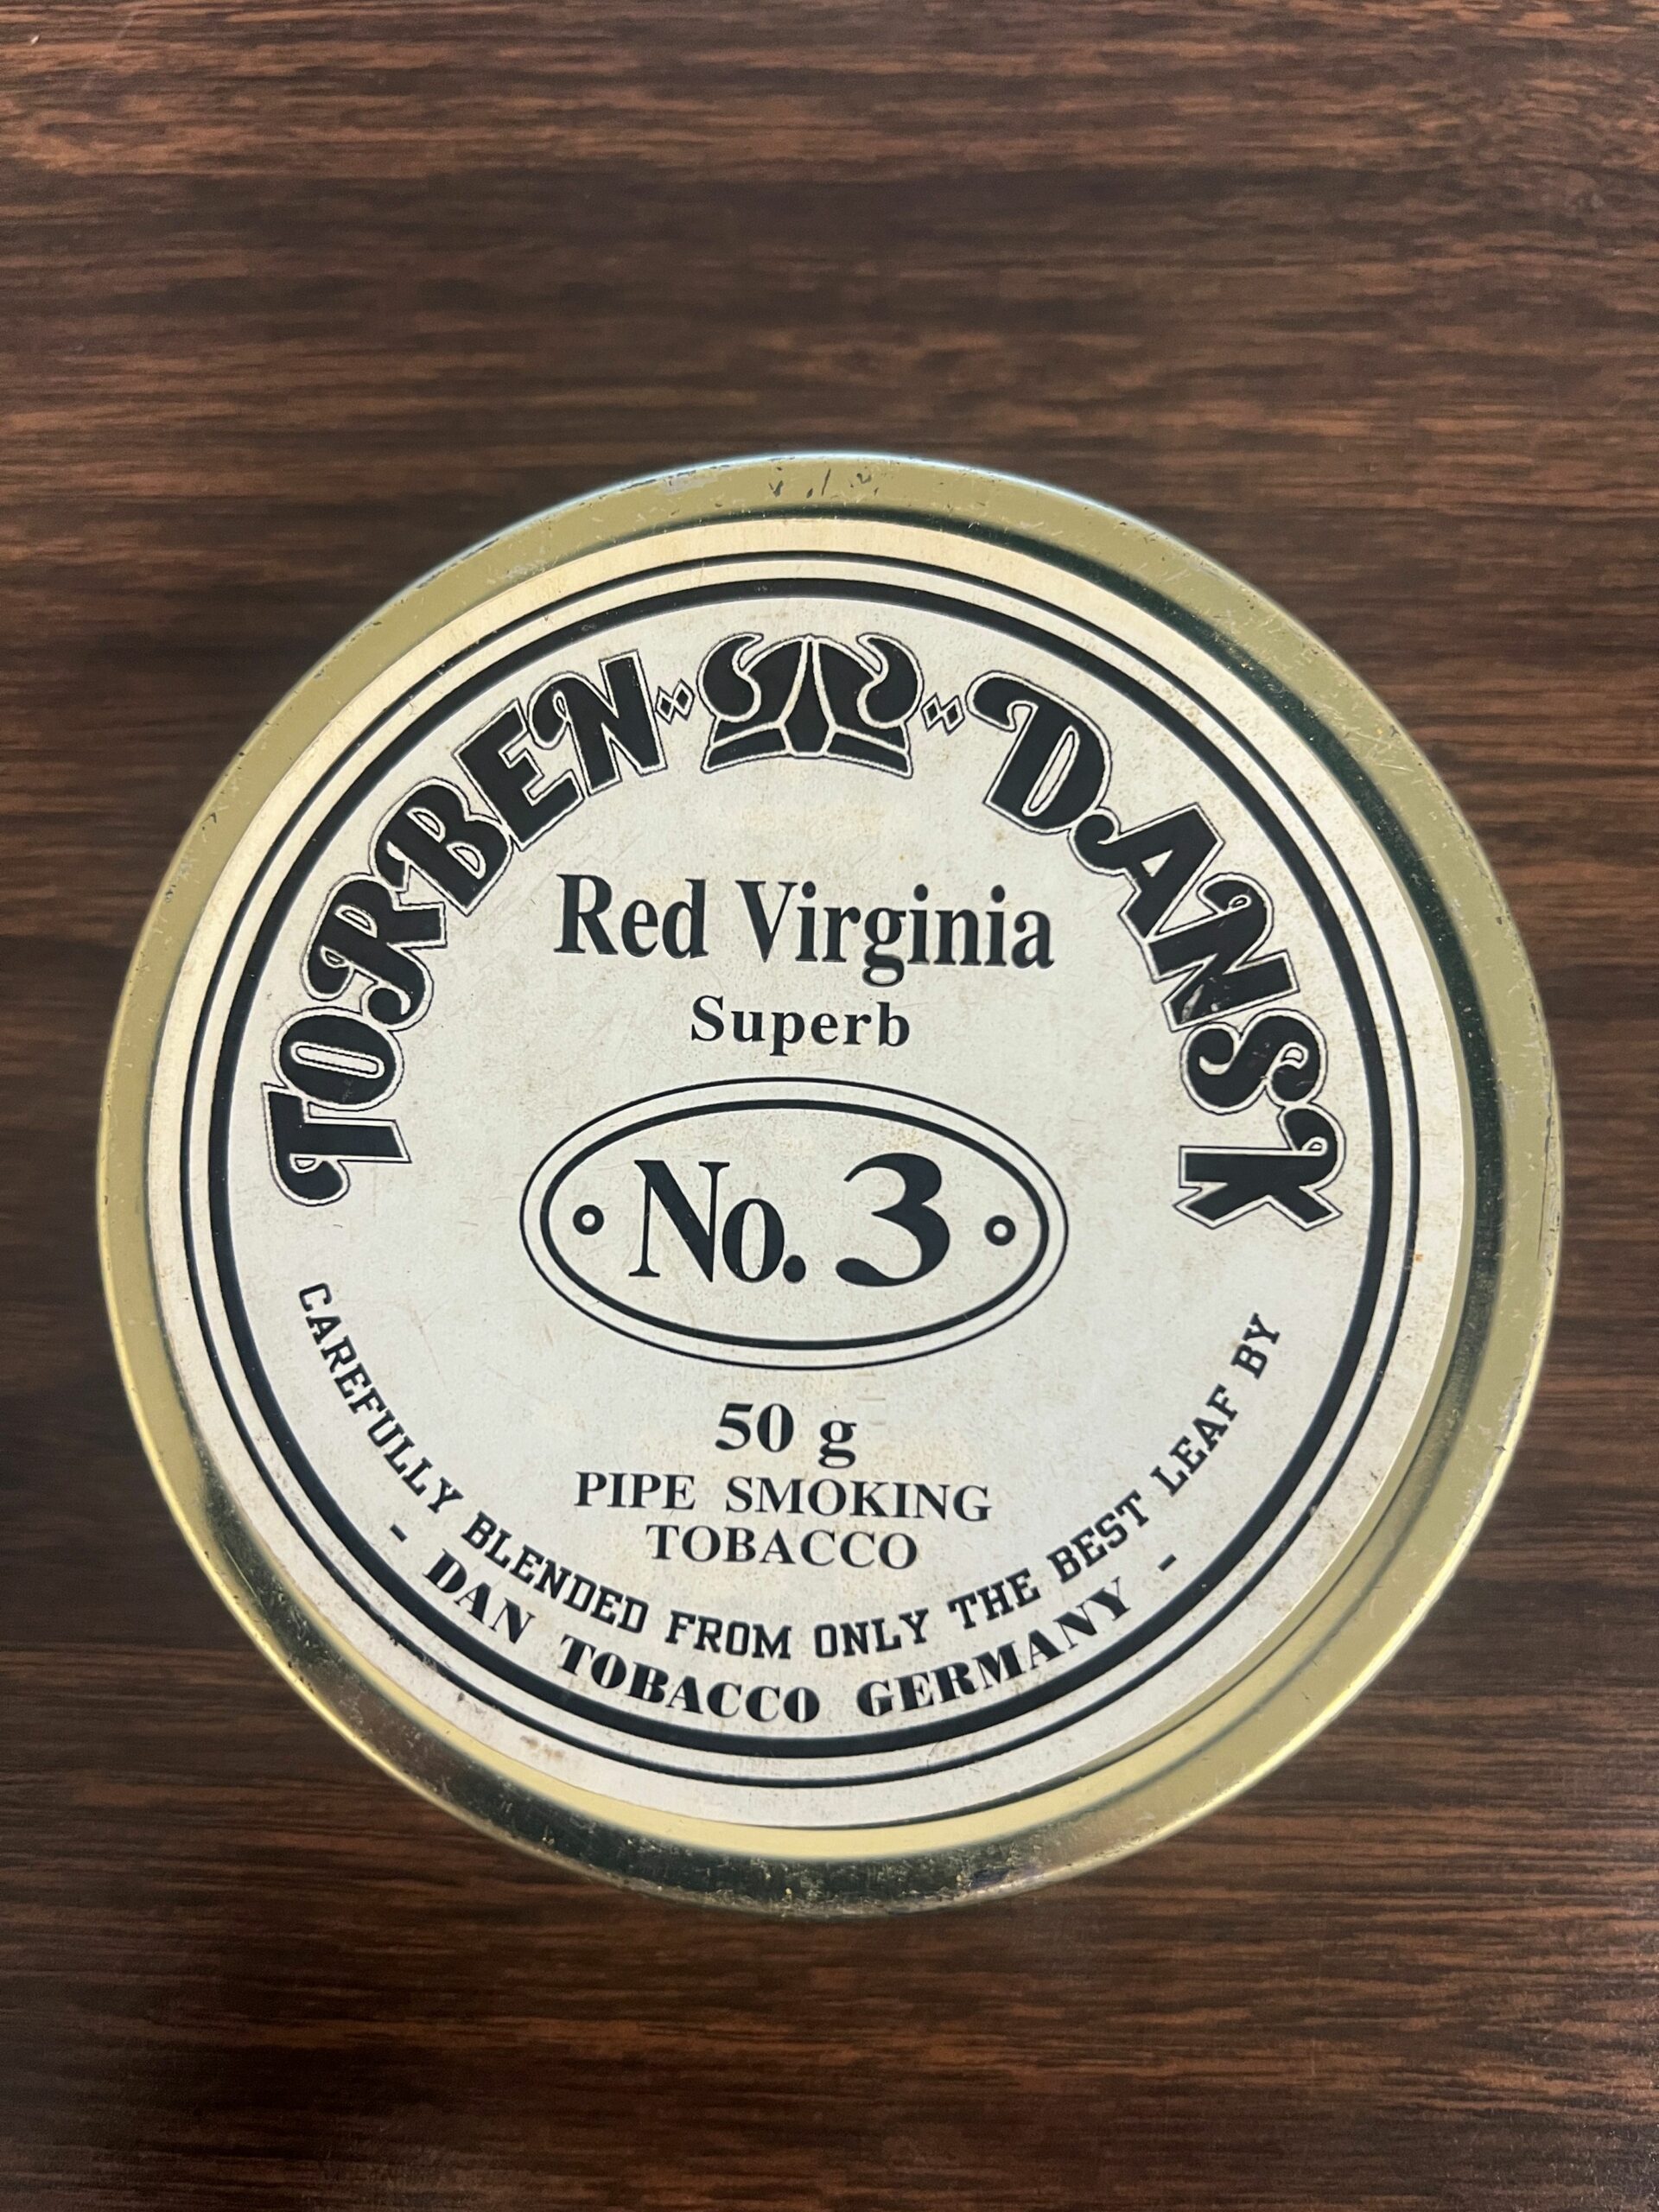 TORBEN DANSK
Red Virginia
Superb
No. 3
50 g
PIPE SMOKING
TOBACCO
CAREFULLY BLENDED FROM ONLY THE BEST LEAF BY
- DAN TOBACCO GERMANY -